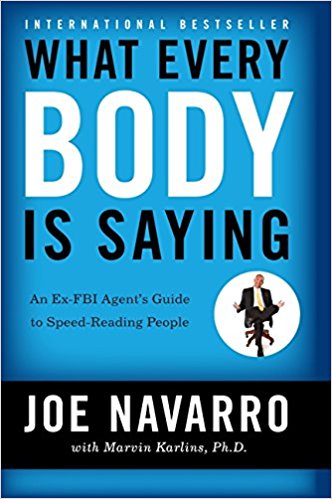 INTERNATIONAL BESTSELLER
WHAT EVERY
BODY
IS SAYING
An Ex-FBI Agent's Guide
to Speed-Reading People
JOE NAVARRO
with Marvin Karlins, Ph.D.